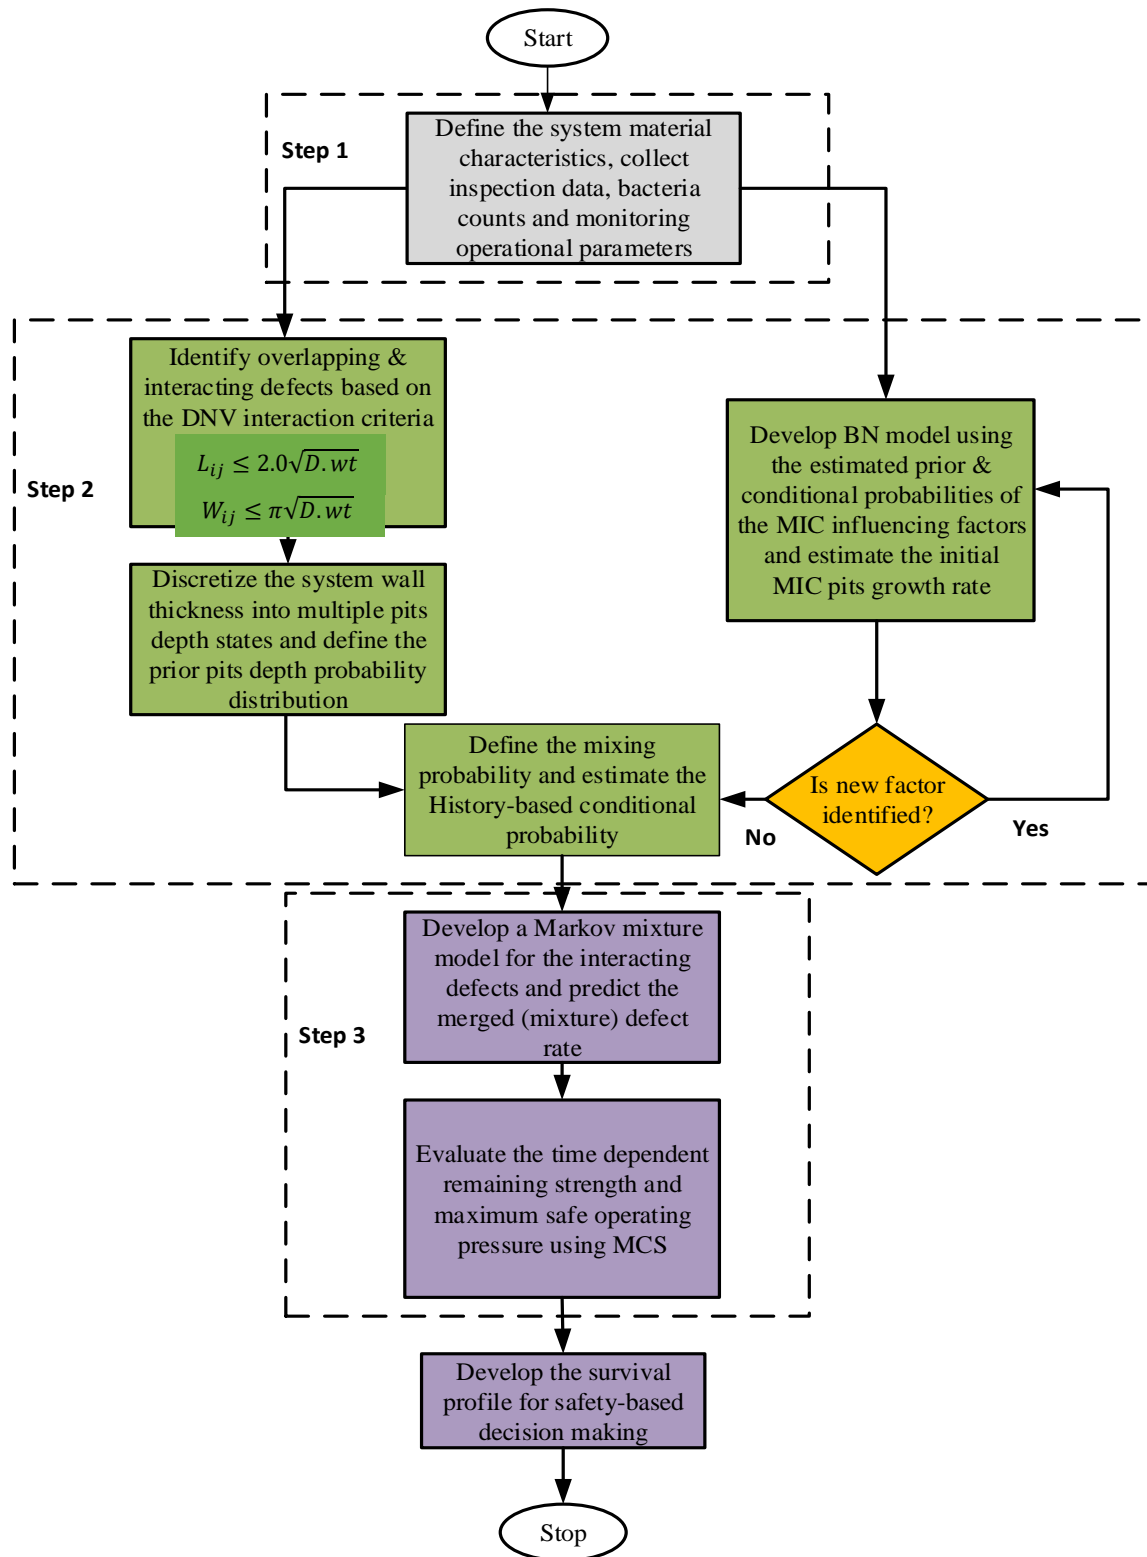 Start
Step 1
Define the system material
characteristics, collect
inspection data, bacteria
counts and monitoring
operational parameters
Step 2
Identify overlapping &
interacting defects based on
the DNV interaction criteria
L_{ij} ≤ 2.0√D.wt
W_{ij} ≤ π√D.wt
Discretize the system wall
thickness into multiple pits
depth states and define the
prior pits depth probability
distribution
Develop BN model using
the estimated prior &
conditional probabilities of
the MIC influencing factors
and estimate the initial
MIC pits growth rate
Is new factor
identified?
No
Yes
Define the mixing
probability and estimate the
History-based conditional
probability
Step 3
Develop a Markov mixture
model for the interacting
defects and predict the
merged (mixture) defect
rate
Evaluate the time dependent
remaining strength and
maximum safe operating
pressure using MCS
Develop the survival
profile for safety-based
decision making
Stop